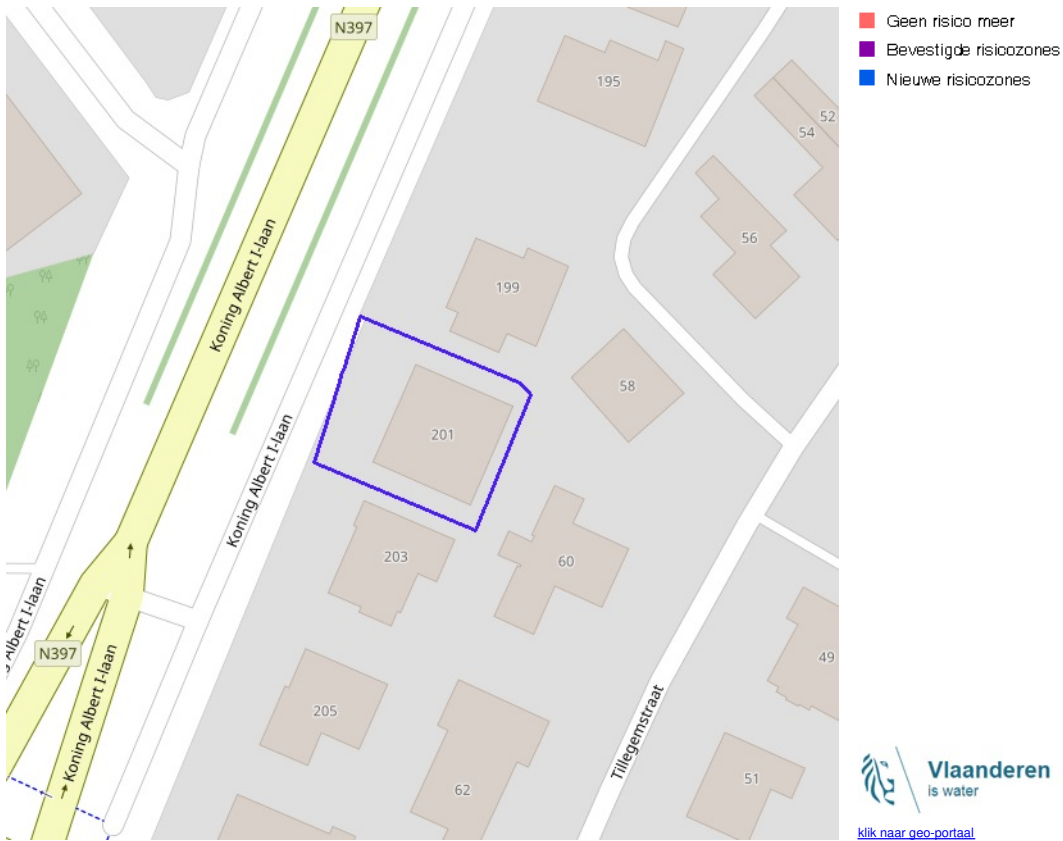 N397
195
52
54
56
Koning Albert I-laan
199
58
201
Koning Albert I-laan
203
60
Albert I-laan
N397
Koning Albert I-laan
49
205
Tillegemstraat
62
51
Geen risico meer
Bevestigde risicozones
Nieuwe risicozones
Vlaanderen
is water
klik naar geo-portaal